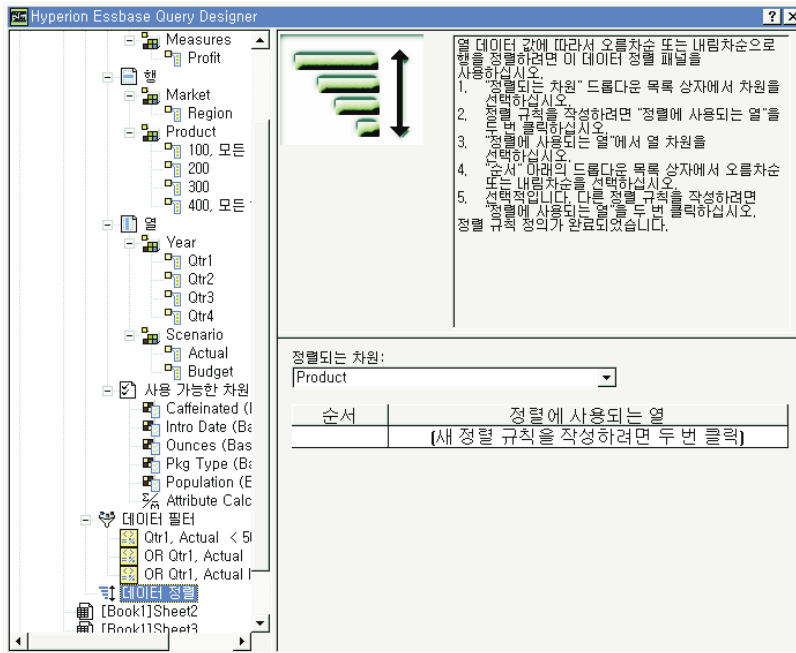 Hyperion Essbase Query Designer
Measures
Profit
행
Market
Region
Product
100, 모든
200
300
400, 모든
열
Year
Qtr1
Qtr2
Qtr3
Qtr4
Scenario
Actual
Budget
사용 가능한 차원
Caffeinated (
Intro Date (Ba
Ounces (Bas
Pkg Type (Ba
Population (E
Attribute Calc
데이터 필터
Qtr1, Actual < 50
OR Qtr1, Actual
OR Qtr1, Actual
데이터 정렬
[Book1]Sheet2
[Book1]Sheet3
열 데이터 값에 따라서 오름차순 또는 내림차순으로
행을 정렬하려면 이 데이터 정렬 패널을
사용하십시오.
1. "정렬되는 차원" 드롭다운 목록 상자에서 차원을
선택하십시오.
2. 정렬 규칙을 작성하려면 "정렬에 사용되는 열"을
두 번 클릭하십시오.
3. "정렬에 사용되는 열"에서 열 차원을
선택하십시오.
4. "순서" 아래의 드롭다운 목록 상자에서 오름차순
또는 내림차순을 선택하십시오.
5. 선택적입니다. 다른 정렬 규칙을 작성하려면
"정렬에 사용되는 열"을 두 번 클릭하십시오.
정렬 규칙 정의가 완료되었습니다.
정렬되는 차원:
Product
순서 정렬에 사용되는 열
(새 정렬 규칙을 작성하려면 두 번 클릭)